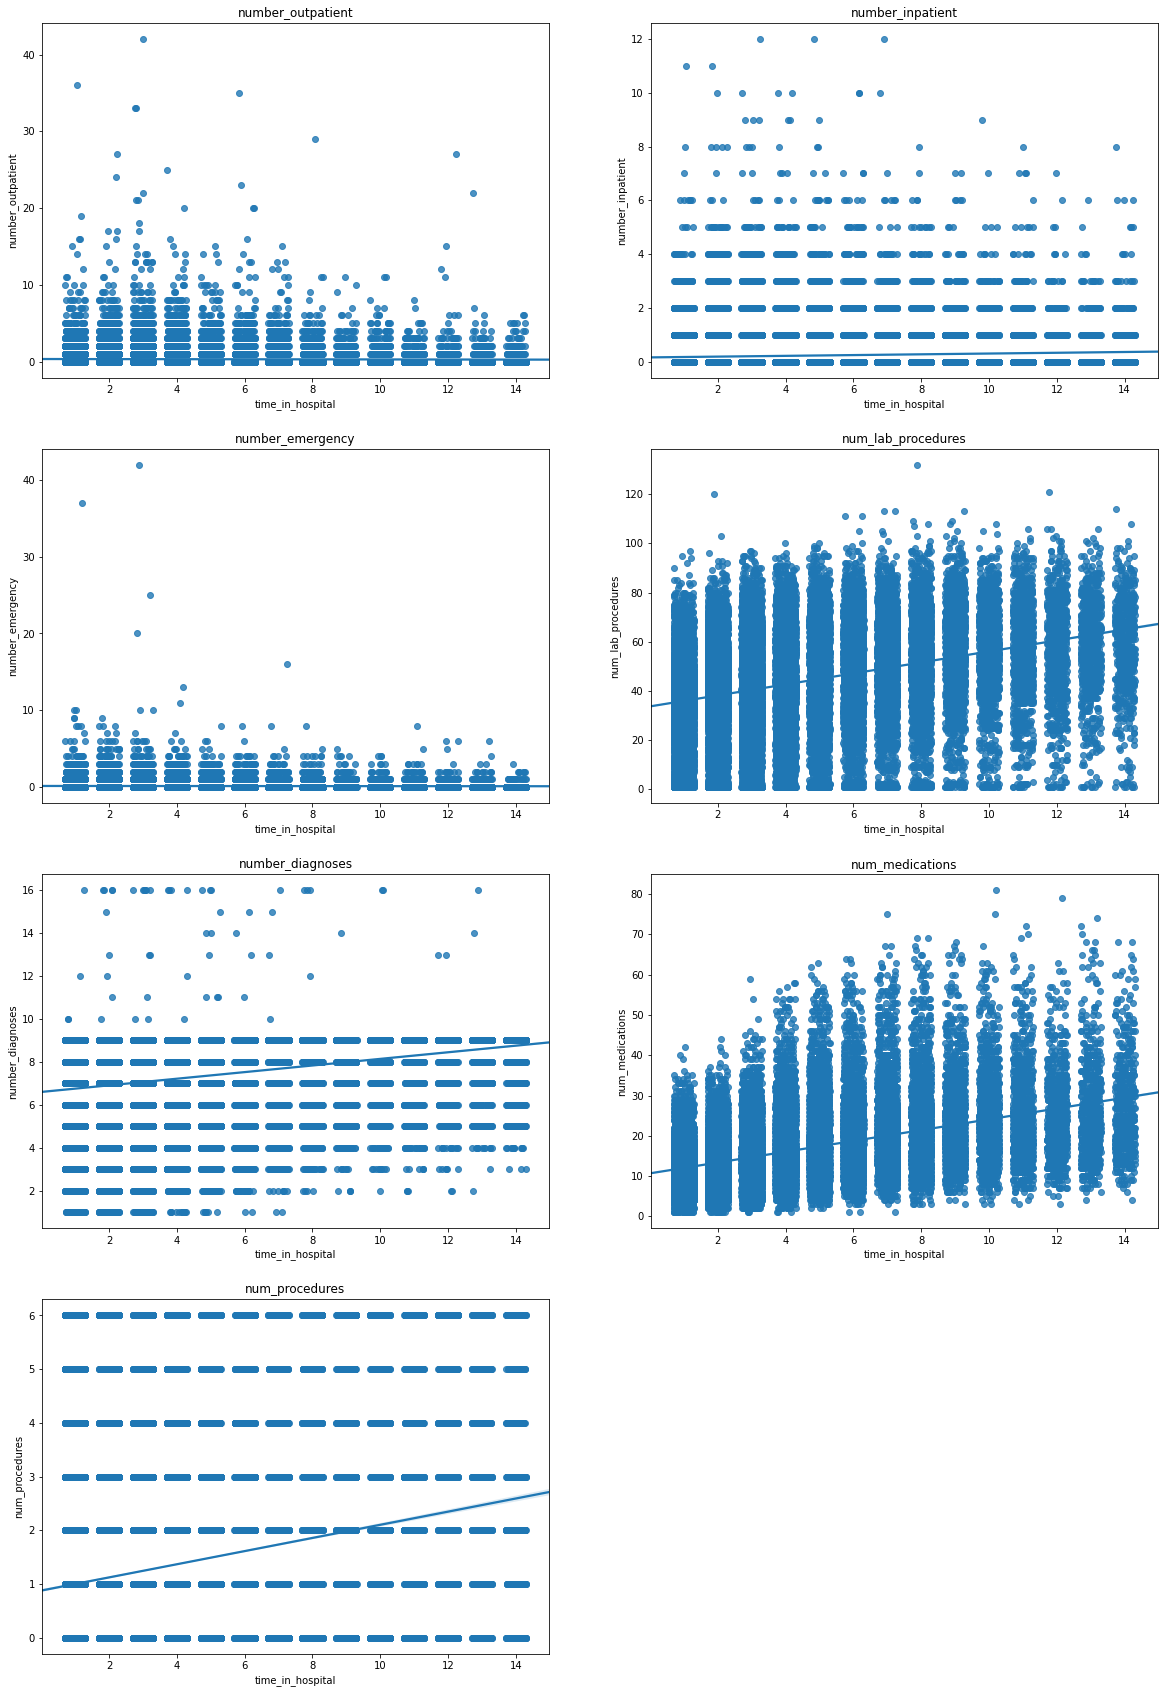 number_outpatient
number_outpatient
40
30
20
10
0
2 4 6 8 10 12 14
time_in_hospital
number_inpatient
number_inpatient
12
10
8
6
4
2
0
2 4 6 8 10 12 14
time_in_hospital
number_emergency
number_emergency
40
30
20
10
0
2 4 6 8 10 12 14
time_in_hospital
num_lab_procedures
num_lab_procedures
120
100
80
60
40
20
0
2 4 6 8 10 12 14
time_in_hospital
number_diagnoses
number_diagnoses
16
14
12
10
8
6
4
2
2 4 6 8 10 12 14
time_in_hospital
num_medications
num_medications
80
70
60
50
40
30
20
10
0
2 4 6 8 10 12 14
time_in_hospital
num_procedures
num_procedures
6
5
4
3
2
1
0
2 4 6 8 10 12 14
time_in_hospital